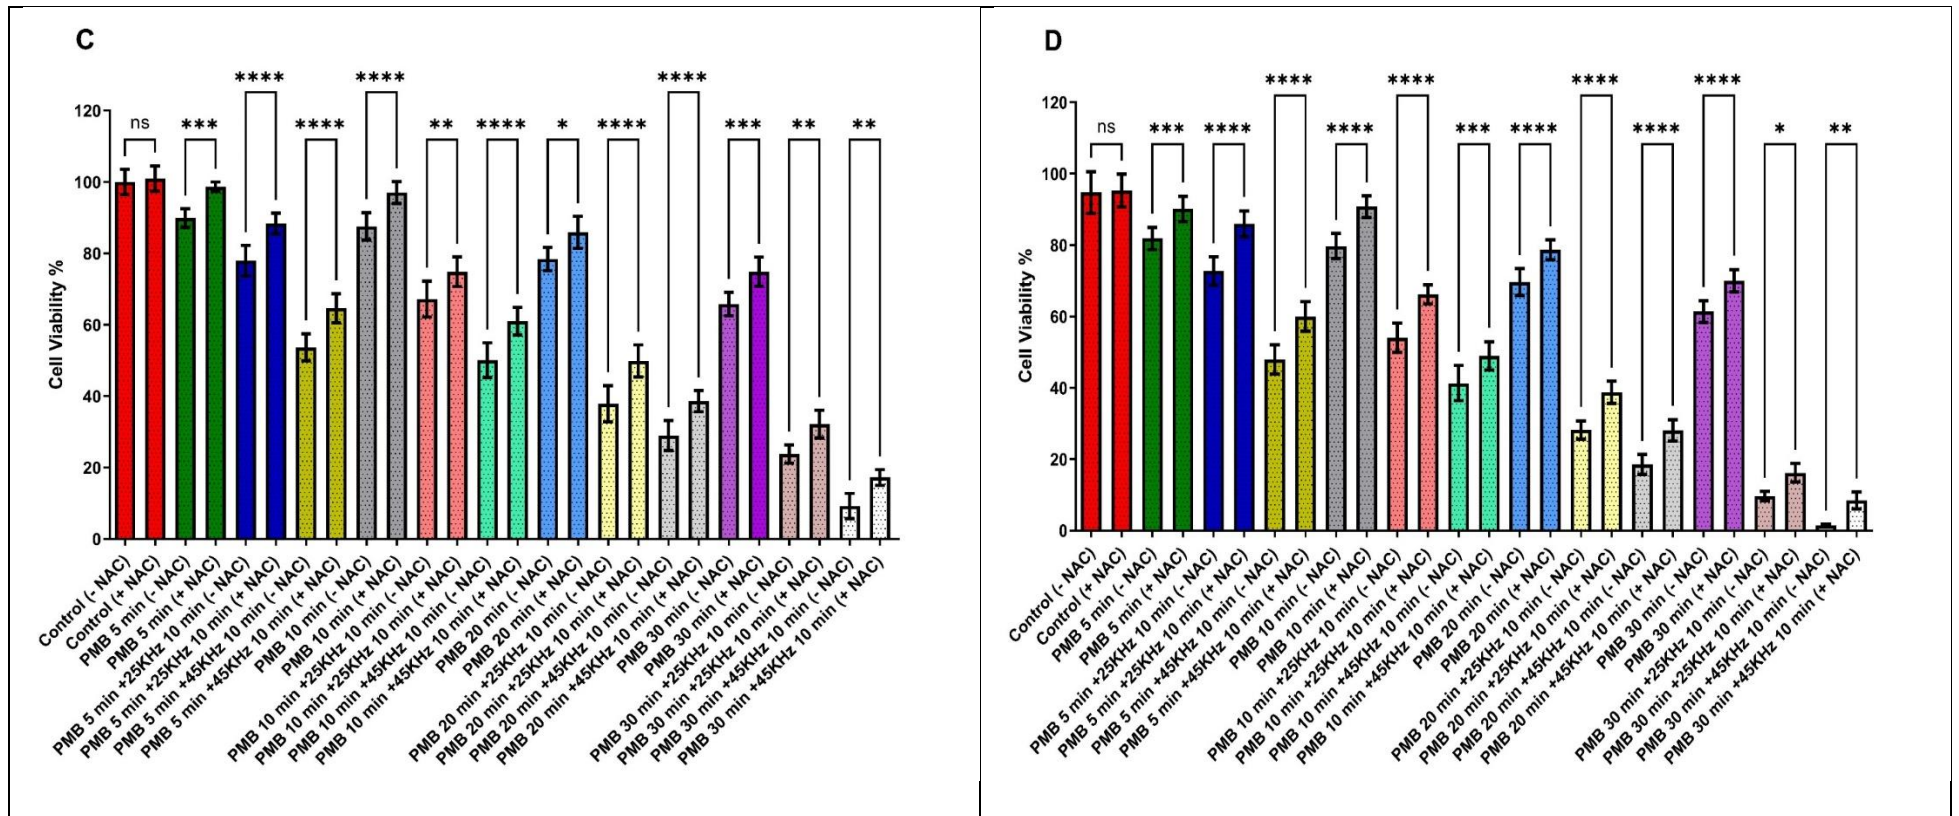 C
**** **** ****
ns *** **** ** **** * **** *** ** **
120
100
80
60
40
20
0
Cell Viability %
Control (- NAC)
Control (+ NAC)
PMB 5 min (- NAC)
PMB 5 min (+ NAC)
PMB 5 min +25KHz 10 min (- NAC)
PMB 5 min +25KHz 10 min (+ NAC)
PMB 5 min +45KHz 10 min (- NAC)
PMB 5 min +45KHz 10 min (+ NAC)
PMB 10 min (- NAC)
PMB 10 min (+ NAC)
PMB 10 min +25KHz 10 min (- NAC)
PMB 10 min +25KHz 10 min (+ NAC)
PMB 10 min +45KHz 10 min (- NAC)
PMB 10 min +45KHz 10 min (+ NAC)
PMB 20 min (- NAC)
PMB 20 min (+ NAC)
PMB 20 min +25KHz 10 min (- NAC)
PMB 20 min +25KHz 10 min (+ NAC)
PMB 20 min +45KHz 10 min (- NAC)
PMB 20 min +45KHz 10 min (+ NAC)
PMB 30 min (- NAC)
PMB 30 min (+ NAC)
PMB 30 min +25KHz 10 min (- NAC)
PMB 30 min +25KHz 10 min (+ NAC)
PMB 30 min +45KHz 10 min (- NAC)
PMB 30 min +45KHz 10 min (+ NAC)
D
**** **** **** ****
ns *** **** **** *** **** **** * **
120
100
80
60
40
20
0
Cell Viability %
Control (- NAC)
Control (+ NAC)
PMB 5 min (- NAC)
PMB 5 min (+ NAC)
PMB 5 min +25KHz 10 min (- NAC)
PMB 5 min +25KHz 10 min (+ NAC)
PMB 5 min +45KHz 10 min (- NAC)
PMB 5 min +45KHz 10 min (+ NAC)
PMB 10 min (- NAC)
PMB 10 min (+ NAC)
PMB 10 min +25KHz 10 min (- NAC)
PMB 10 min +25KHz 10 min (+ NAC)
PMB 10 min +45KHz 10 min (- NAC)
PMB 10 min +45KHz 10 min (+ NAC)
PMB 20 min (- NAC)
PMB 20 min (+ NAC)
PMB 20 min +25KHz 10 min (- NAC)
PMB 20 min +25KHz 10 min (+ NAC)
PMB 20 min +45KHz 10 min (- NAC)
PMB 20 min +45KHz 10 min (+ NAC)
PMB 30 min (- NAC)
PMB 30 min (+ NAC)
PMB 30 min +25KHz 10 min (- NAC)
PMB 30 min +25KHz 10 min (+ NAC)
PMB 30 min +45KHz 10 min (- NAC)
PMB 30 min +45KHz 10 min (+ NAC)